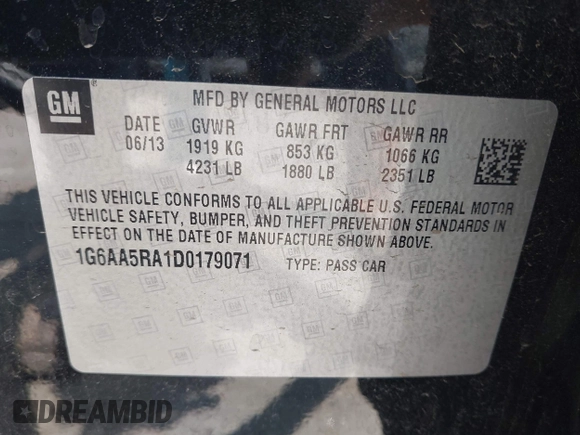 GM
MFD BY GENERAL MOTORS LLC
DATE GVWR GAWR FRT GAWR RR
06/13 1919 KG 853 KG 1066 KG
4231 LB 1880 LB 2351 LB
THIS VEHICLE CONFORMS TO ALL APPLICABLE U.S. FEDERAL MOTOR
VEHICLE SAFETY, BUMPER, AND THEFT PREVENTION STANDARDS IN
EFFECT ON THE DATE OF MANUFACTURE SHOWN ABOVE.
1G6AA5RA1D0179071 TYPE: PASS CAR
DREAMBID